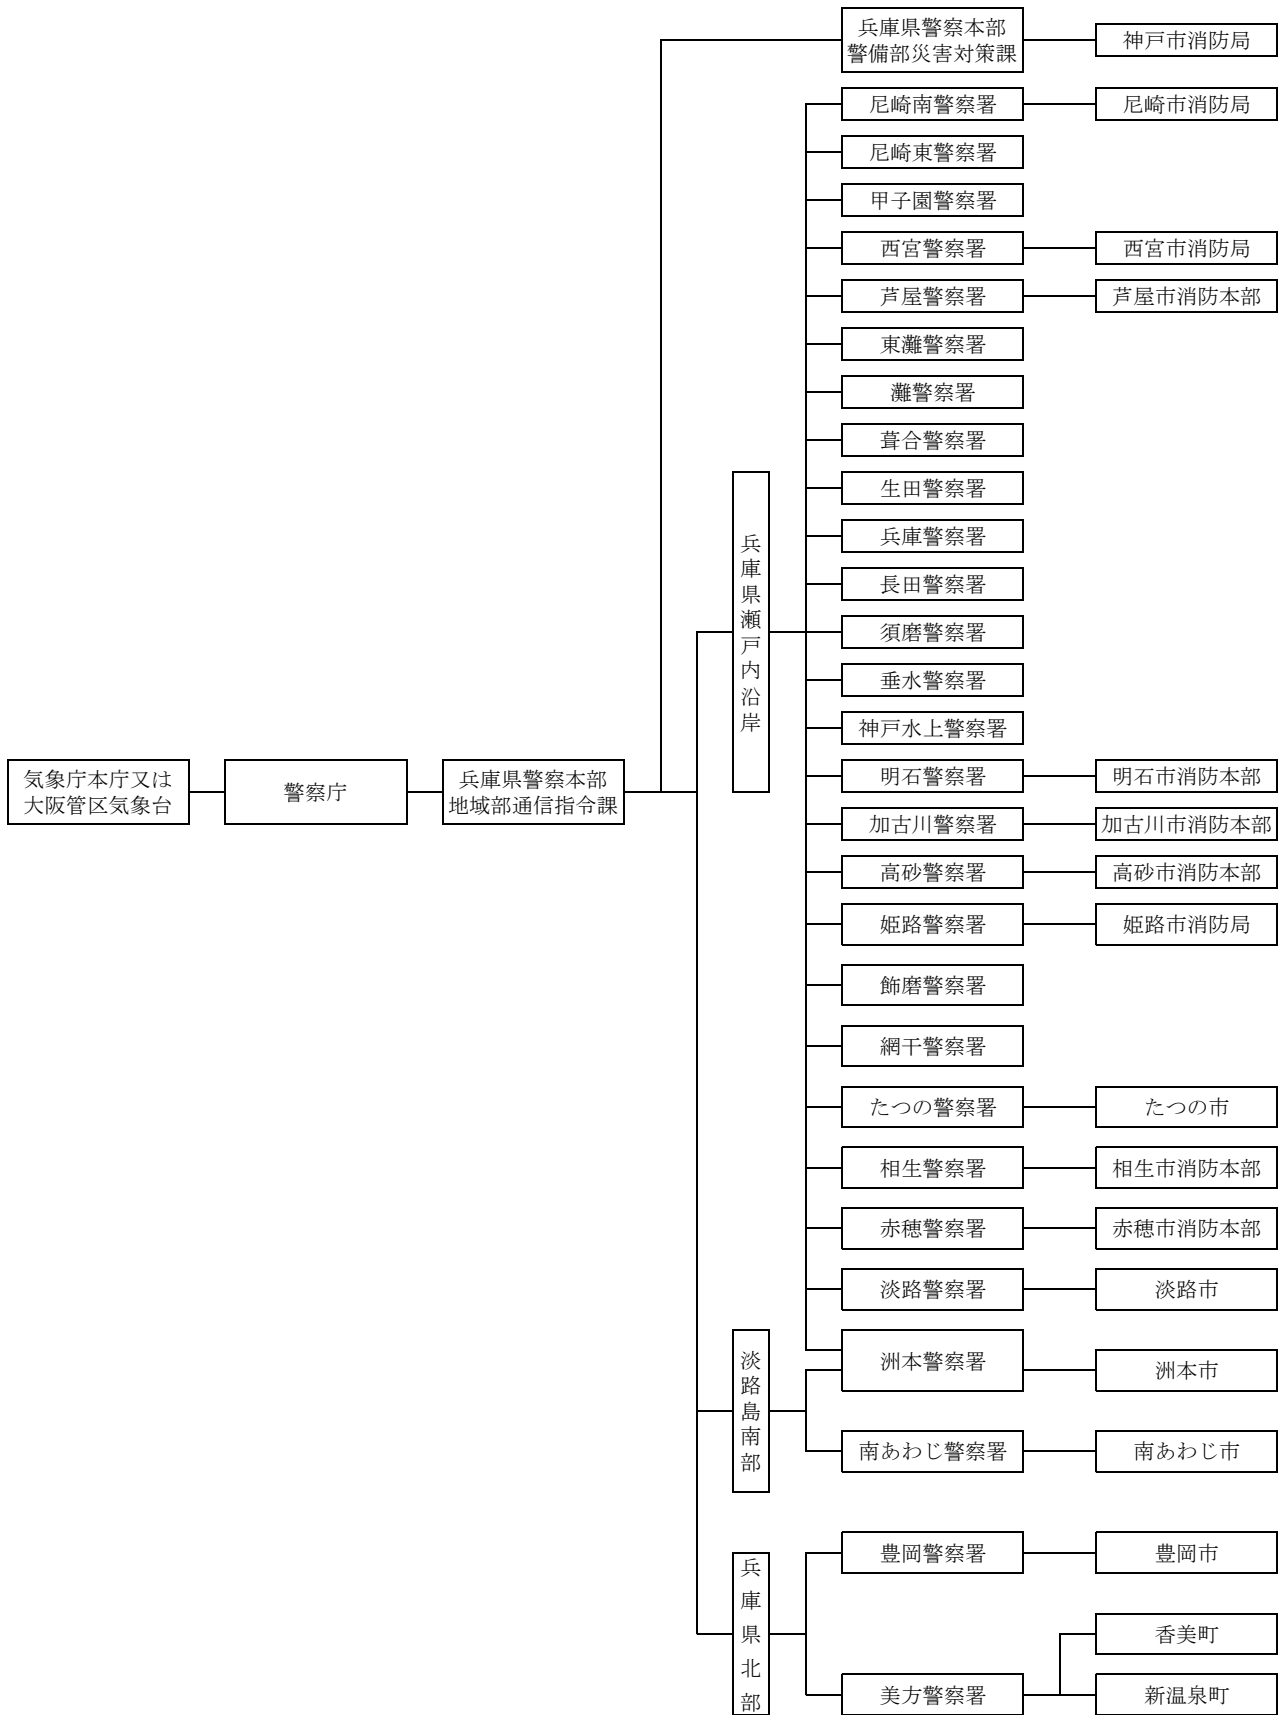 気象庁本庁又は
大阪管区気象台
警察庁
兵庫県警察本部
地域部通信指令課
兵庫県警察本部
警備部災害対策課
神戸市消防局
兵庫県瀬戸内沿岸
尼崎南警察署
尼崎市消防局
尼崎東警察署
甲子園警察署
西宮警察署
西宮市消防局
芦屋警察署
芦屋市消防本部
東灘警察署
灘警察署
葺合警察署
生田警察署
兵庫警察署
長田警察署
須磨警察署
垂水警察署
神戸水上警察署
明石警察署
明石市消防本部
加古川警察署
加古川市消防本部
高砂警察署
高砂市消防本部
姫路警察署
姫路市消防局
飾磨警察署
網干警察署
たつの警察署
たつの市
相生警察署
相生市消防本部
赤穂警察署
赤穂市消防本部
淡路警察署
淡路市
淡路島南部
洲本警察署
洲本市
南あわじ警察署
南あわじ市
兵庫県北部
豊岡警察署
豊岡市
美方警察署
香美町
新温泉町